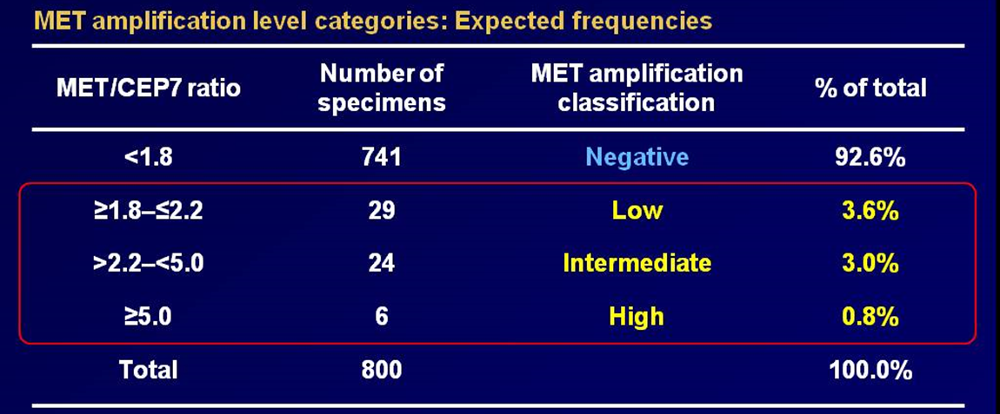 MET amplification level categories: Expected frequencies
MET/CEP7 ratio Number of specimens MET amplification classification % of total
<1.8 741 Negative 92.6%
≥1.8–≤2.2 29 Low 3.6%
>2.2–<5.0 24 Intermediate 3.0%
≥5.0 6 High 0.8%
Total 800 100.0%